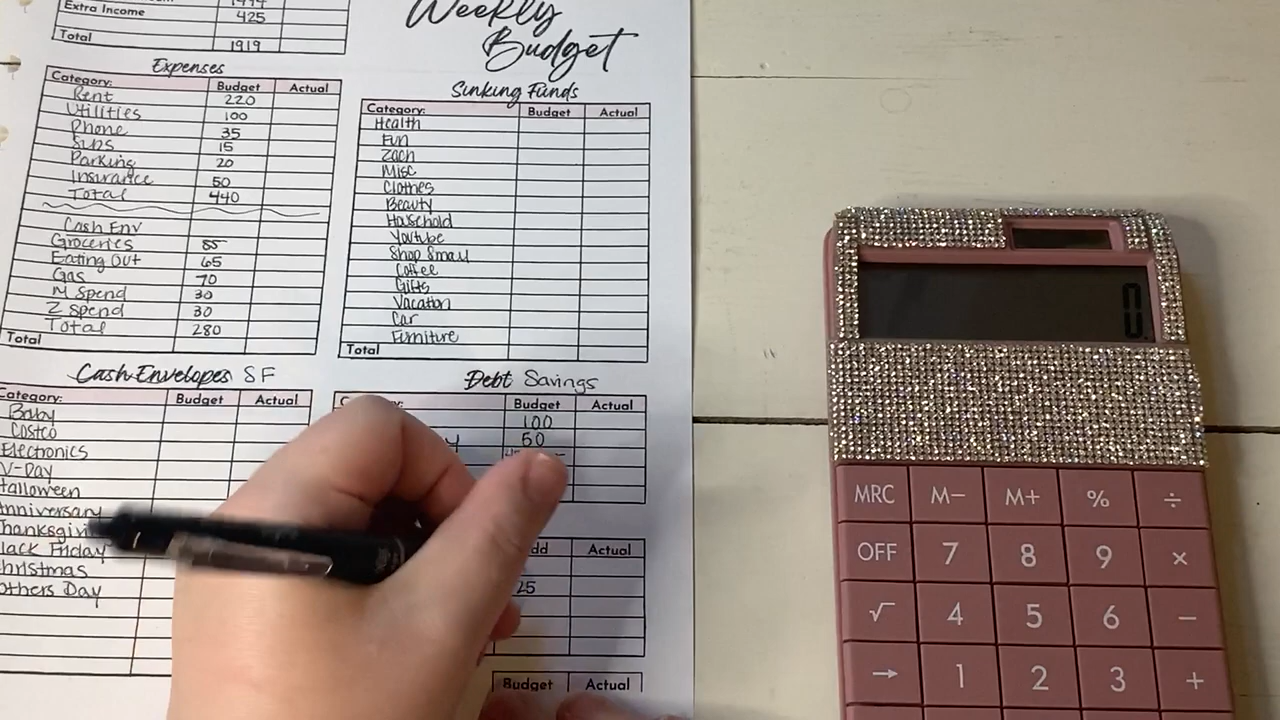 Extra Income 425
Total 1919
Weekly
Budget
Expenses
Category: Budget Actual
Rent 220
Utilities 100
Phone 35
Subs 15
Parking 20
Insurance 50
Total 440
Cash Env
Groceries 85
Eating Out 65
Gas 70
M Spend 30
Z Spend 30
Total 280
Total
Sinking Funds
Category: Budget Actual
Health
Fun
Zach
Misc
Clothes
Beauty
Household
Youtube
Shop Small
Coffee
Gifts
Vacation
Car
Furniture
Total
Cash Envelopes SF
Category: Budget Actual
Baby
Costco
Electronics
V-Day
Halloween
Anniversary
Black Friday
Christmas
Debt Savings
Budget Actual
100
50
Actual
25
Budget Actual
0.
MRC M− M+ % ÷
OFF 7 8 9 ×
√ 4 5 6 −
→ 1 2 3 +